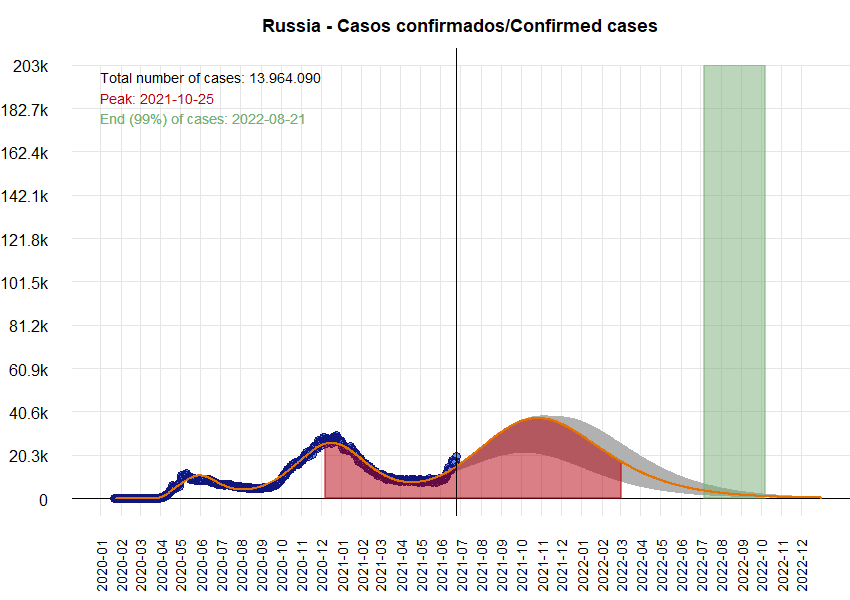 Russia - Casos confirmados/Confirmed cases
Total number of cases: 13.964.090
Peak: 2021-10-25
End (99%) of cases: 2022-08-21
203k
182.7k
162.4k
142.1k
121.8k
101.5k
81.2k
60.9k
40.6k
20.3k
0
2020-01
2020-02
2020-03
2020-04
2020-05
2020-06
2020-07
2020-08
2020-09
2020-10
2020-11
2020-12
2021-01
2021-02
2021-03
2021-04
2021-05
2021-06
2021-07
2021-08
2021-09
2021-10
2021-11
2021-12
2022-01
2022-02
2022-03
2022-04
2022-05
2022-06
2022-07
2022-08
2022-09
2022-10
2022-11
2022-12